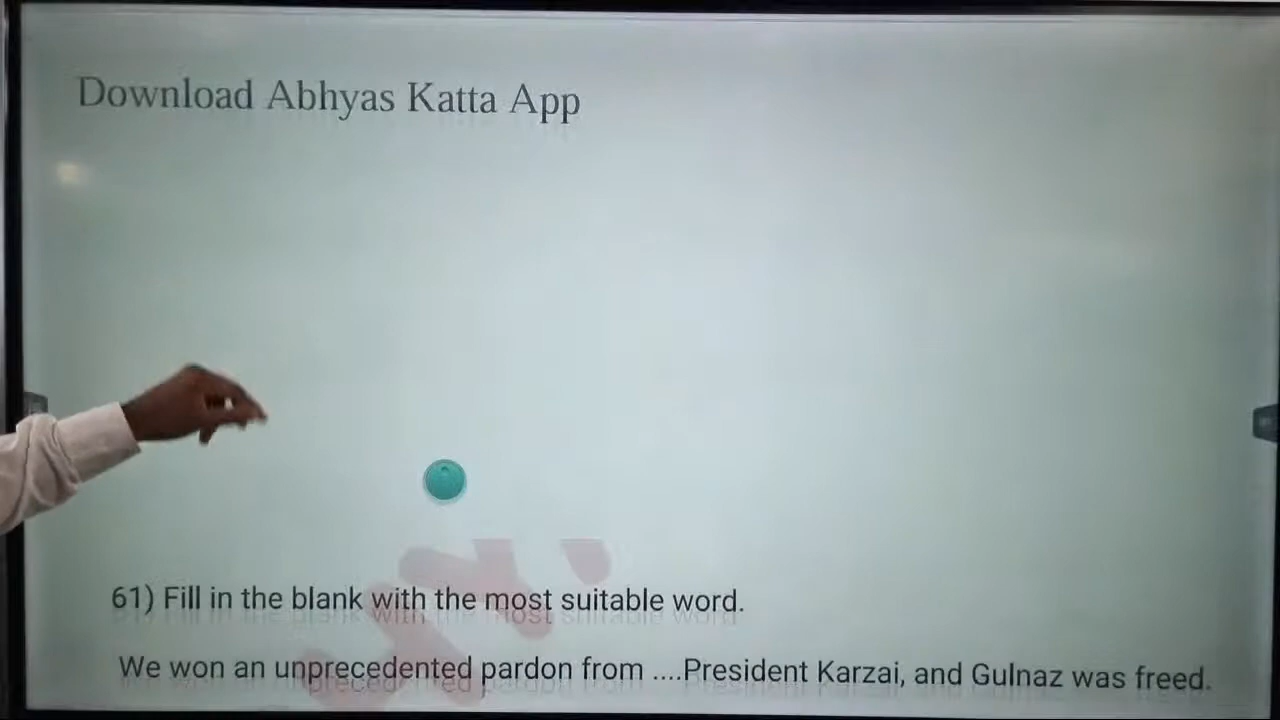 Download Abhyas Katta App
61) Fill in the blank with the most suitable word.
We won an unprecedented pardon from ....President Karzai, and Gulnaz was freed.